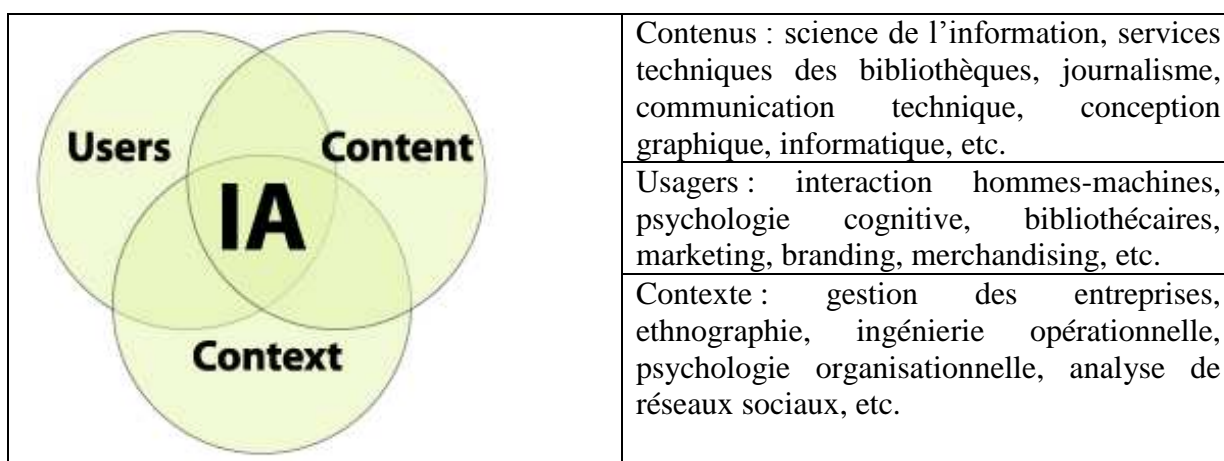 Users
Content
IA
Context
Contenus : science de l’information, services
techniques des bibliothèques, journalisme,
communication technique, conception
graphique, informatique, etc.
Usagers : interaction hommes-machines,
psychologie cognitive, bibliothécaires,
marketing, branding, merchandising, etc.
Contexte : gestion des entreprises,
ethnographie, ingénierie opérationnelle,
psychologie organisationnelle, analyse de
réseaux sociaux, etc.